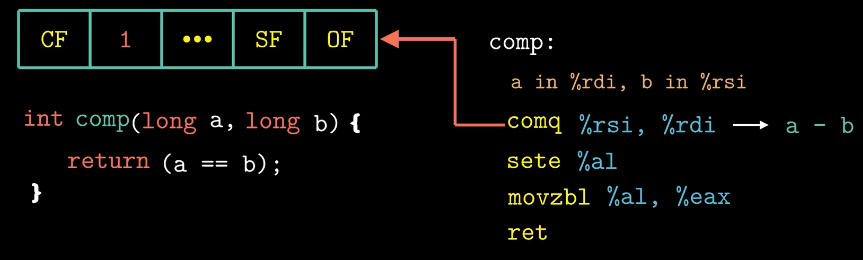 CF 1 ••• SF OF
int comp(long a, long b) {
return (a == b);
}
comp:
a in %rdi, b in %rsi
comq %rsi, %rdi → a - b
sete %al
movzbl %al, %eax
ret